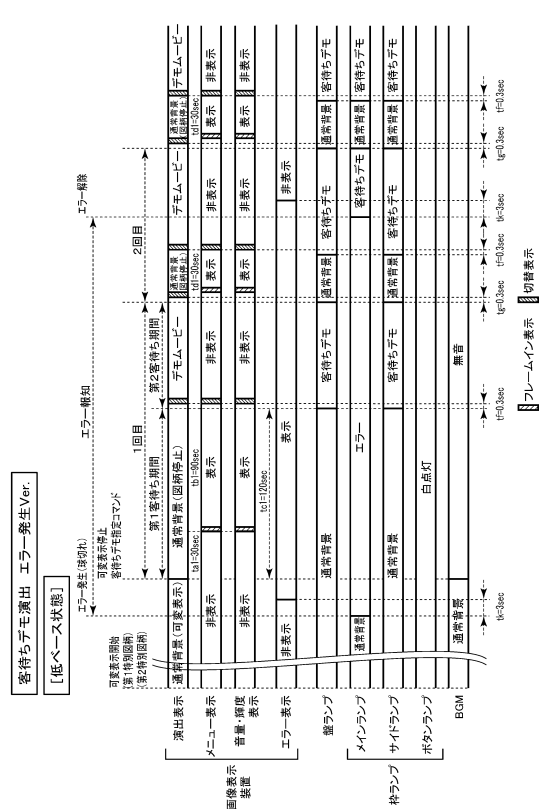 客待ちデモ演出 エラー発生Ver.
[低ベース状態]
エラー報知
エラー発生(球切れ)
エラー解除
可変表示開始
(第1特別図柄)
(第2特別図柄)
可変表示停止
客待ちデモ指定コマンド
1回目
2回目
第1客待ち期間
第2客待ち期間
画像表示
装置
演出表示
通常背景(可変表示)
通常背景(図柄停止)
デモムービー
通常背景
(図柄停止)
デモムービー
通常背景
(図柄停止)
デモムービー
ta1=30sec
tb1=90sec
td1=30sec
td1=30sec
メニュー表示
非表示
表示
非表示
表示
非表示
表示
非表示
音量・輝度
表示
非表示
表示
非表示
表示
非表示
表示
非表示
tc1=120sec
エラー表示
非表示
表示
非表示
盤ランプ
通常背景
客待ちデモ
通常背景
客待ちデモ
通常背景
客待ちデモ
枠ランプ
メインランプ
通常背景
エラー
客待ちデモ
客待ちデモ
サイドランプ
通常背景
客待ちデモ
通常背景
客待ちデモ
通常背景
客待ちデモ
ボタンランプ
白点灯
BGM
通常背景
無音
tk=3sec
tf=0.3sec
tg=0.3sec
tf=0.3sec
tk=3sec
tg=0.3sec
tf=0.3sec
フレームイン表示
切替表示